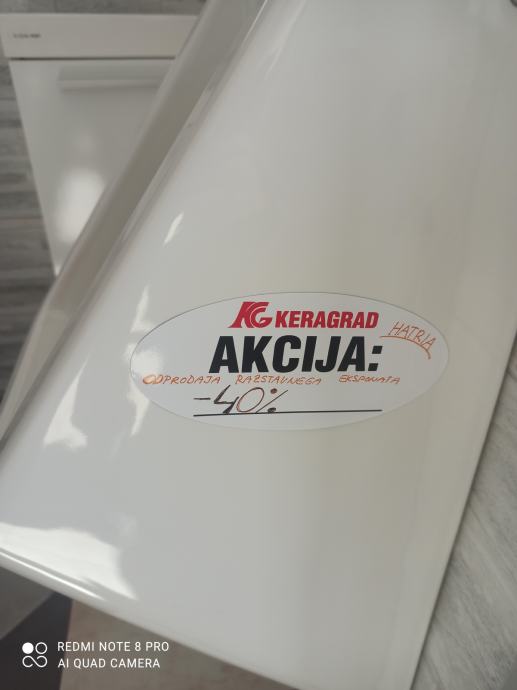 KG KERAGRAD
HATRIA
AKCIJA:
ODPRODAJA RAZSTAVNEGA EKSPONATA
-40%
REDMI NOTE 8 PRO
AI QUAD CAMERA